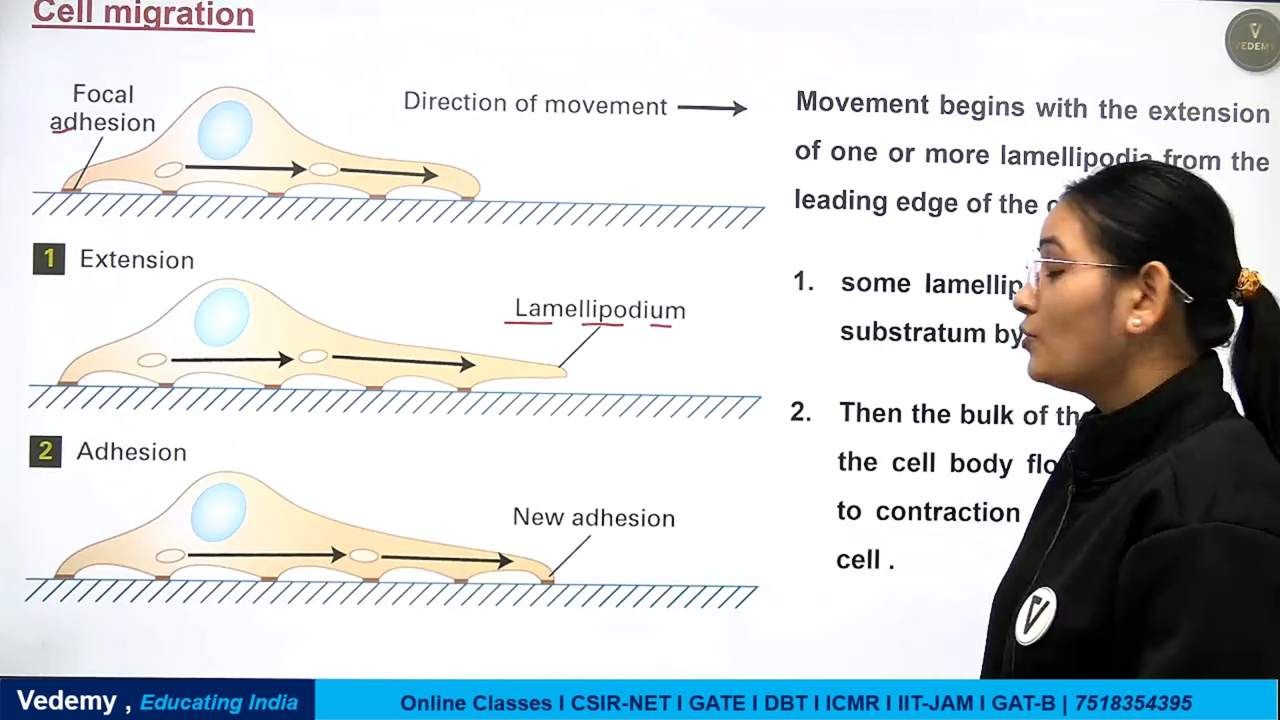 Cell migration
VEDEMY
Focal
adhesion
Direction of movement
1 Extension
Lamellipodium
2 Adhesion
New adhesion
Movement begins with the extension
of one or more lamellipodia from the
leading edge of the
1. some
substratum by
2. Then the bulk of
the cell body
to contraction
cell .
Vedemy , Educating India
Online Classes I CSIR-NET I GATE I DBT I ICMR I IIT-JAM I GAT-B | 7518354395